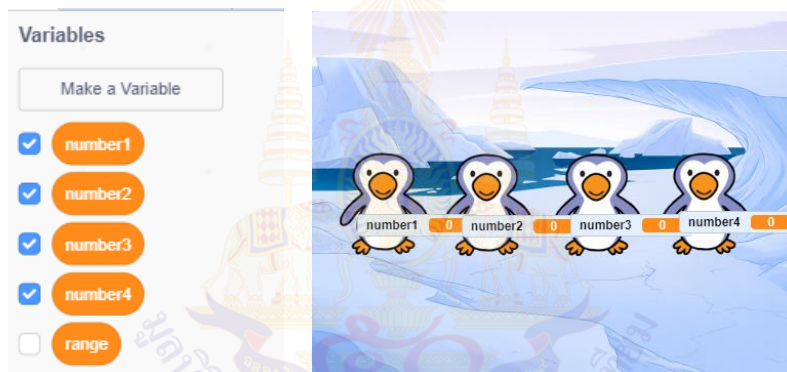 Variables
Make a Variable
number1
number2
number3
number4
range
number1 0 number2 0 number3 0 number4 0